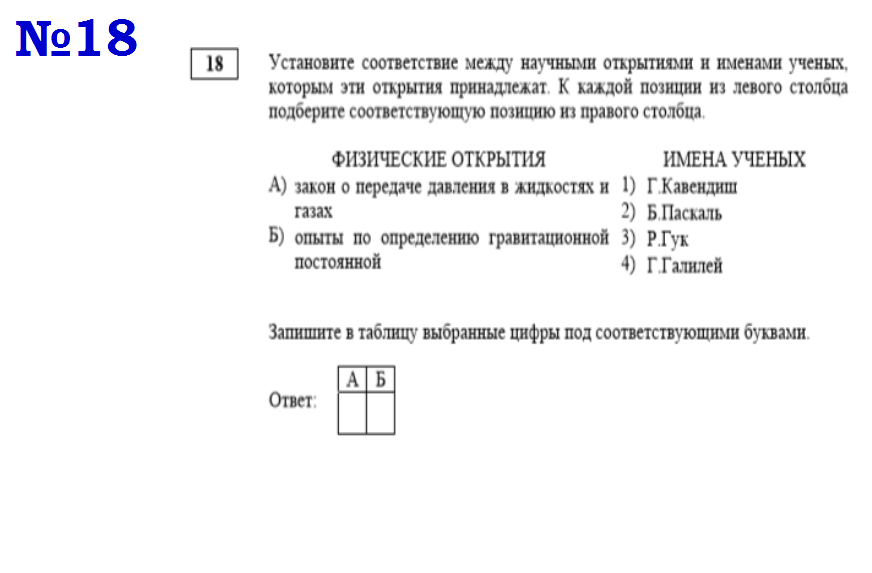 №18
18
Установите соответствие между научными открытиями и именами ученых,
которым эти открытия принадлежат. К каждой позиции из левого столбца
подберите соответствующую позицию из правого столбца.
ФИЗИЧЕСКИЕ ОТКРЫТИЯ
А) закон о передаче давления в жидкостях и
газах
Б) опыты по определению гравитационной
постоянной
ИМЕНА УЧЕНЫХ
1) Г.Кавендиш
2) Б.Паскаль
3) Р.Гук
4) Г.Галилей
Запишите в таблицу выбранные цифры под соответствующими буквами.
Ответ:
А Б